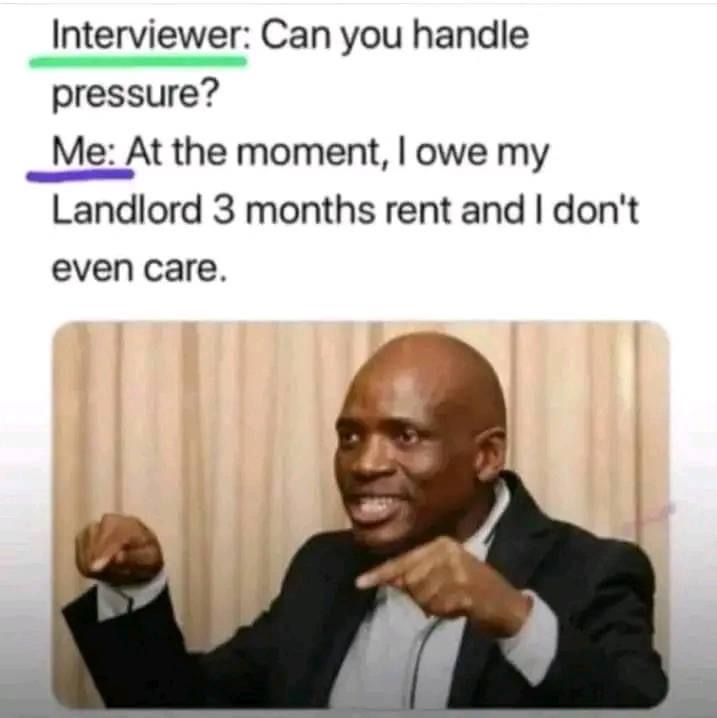 Interviewer: Can you handle
pressure?
Me: At the moment, I owe my
Landlord 3 months rent and I don't
even care.